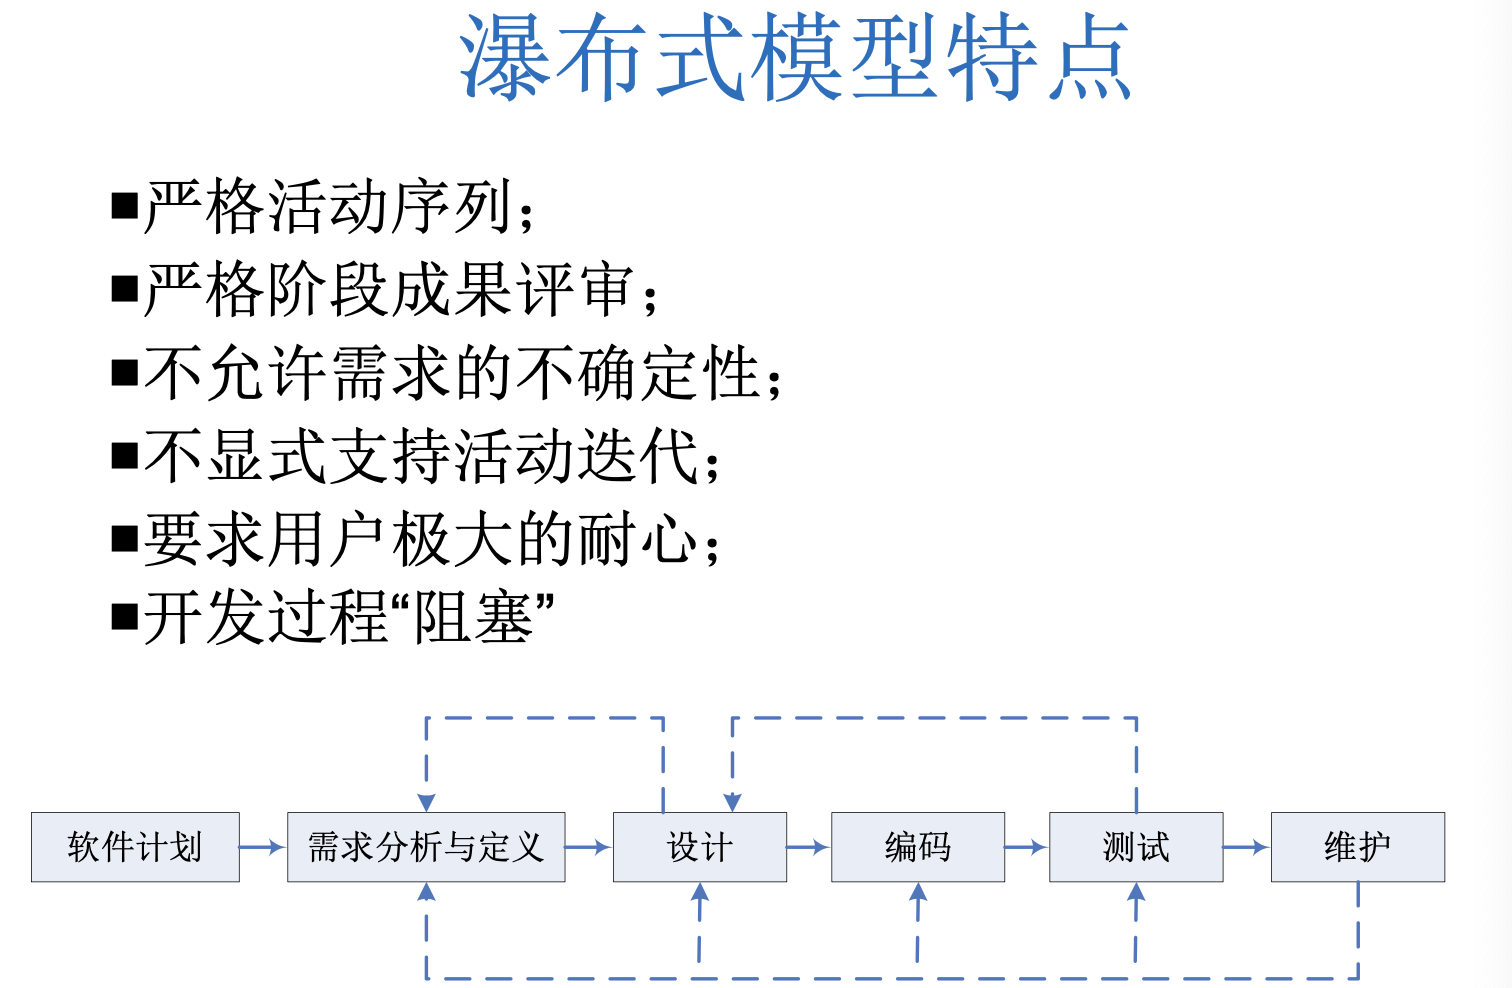 瀑布式模型特点
■严格活动序列；
■严格阶段成果评审；
■不允许需求的不确定性；
■不显式支持活动迭代；
■要求用户极大的耐心；
■开发过程“阻塞”
软件计划
需求分析与定义
设计
编码
测试
维护